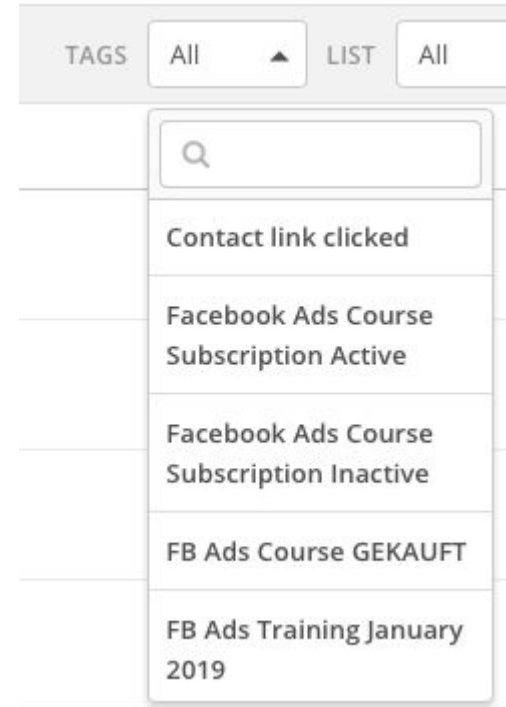 TAGS All LIST All
Contact link clicked
Facebook Ads Course
Subscription Active
Facebook Ads Course
Subscription Inactive
FB Ads Course GEKAUFT
FB Ads Training January
2019